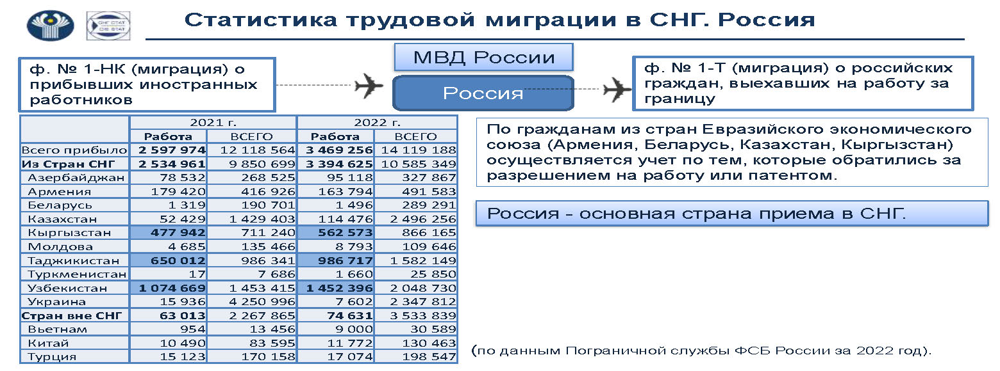 Статистика трудовой миграции в СНГ. Россия
СНГ СТАТ
CIS STAT
МВД России
ф. № 1-НК (миграция) о
прибывших иностранных
работников
Россия
ф. № 1-Т (миграция) о российских
граждан, выехавших на работу за
границу
2021 г. 2022 г.
Работа ВСЕГО Работа ВСЕГО
Всего прибыло 2 597 974 12 118 564 3 469 256 14 119 188
Из Стран СНГ 2 534 961 9 850 699 3 394 625 10 585 349
Азербайджан 78 532 268 525 95 118 327 867
Армения 179 420 416 926 163 794 491 583
Беларусь 1 319 190 701 1 496 289 291
Казахстан 52 429 1 429 403 114 476 2 496 256
Кыргызстан 477 942 711 240 562 573 866 165
Молдова 4 685 135 466 8 793 109 646
Таджикистан 650 012 986 341 986 717 1 582 149
Туркменистан 17 7 686 1 660 25 850
Узбекистан 1 074 669 1 453 415 1 452 396 2 048 730
Украина 15 936 4 250 996 7 602 2 347 812
Стран вне СНГ 63 013 2 267 865 74 631 3 533 839
Вьетнам 954 13 456 9 000 30 589
Китай 10 490 83 595 11 772 130 463
Турция 15 123 170 158 17 074 198 547
По гражданам из стран Евразийского экономического
союза (Армения, Беларусь, Казахстан, Кыргызстан)
осуществляется учет по тем, которые обратились за
разрешением на работу или патентом.
Россия - основная страна приема в СНГ.
(по данным Пограничной службы ФСБ России за 2022 год).